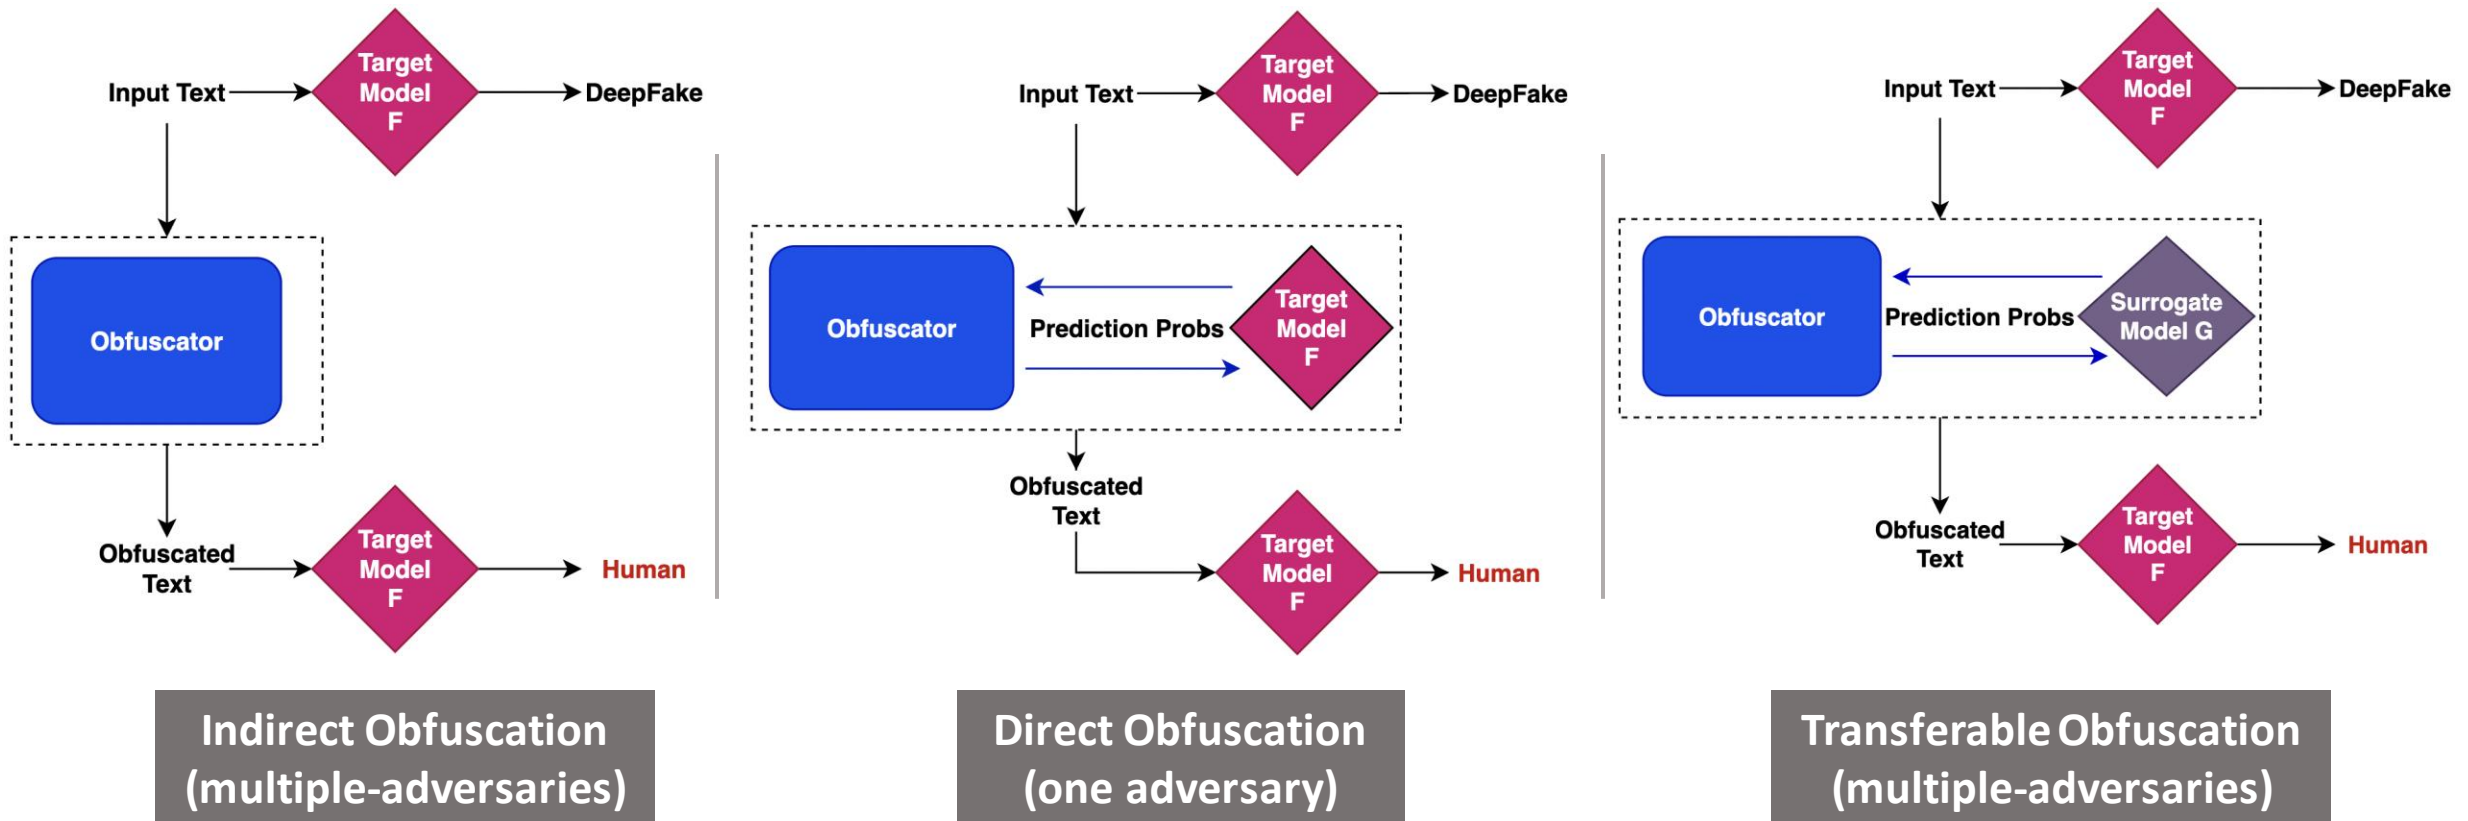 Input Text
Target
Model
F
DeepFake
Obfuscator
Obfuscated
Text
Target
Model
F
Human
Indirect Obfuscation
(multiple-adversaries)
Input Text
Target
Model
F
DeepFake
Obfuscator
Prediction Probs
Target
Model
F
Obfuscated
Text
Target
Model
F
Human
Direct Obfuscation
(one adversary)
Input Text
Target
Model
F
DeepFake
Obfuscator
Prediction Probs
Surrogate
Model G
Obfuscated
Text
Target
Model
F
Human
Transferable Obfuscation
(multiple-adversaries)